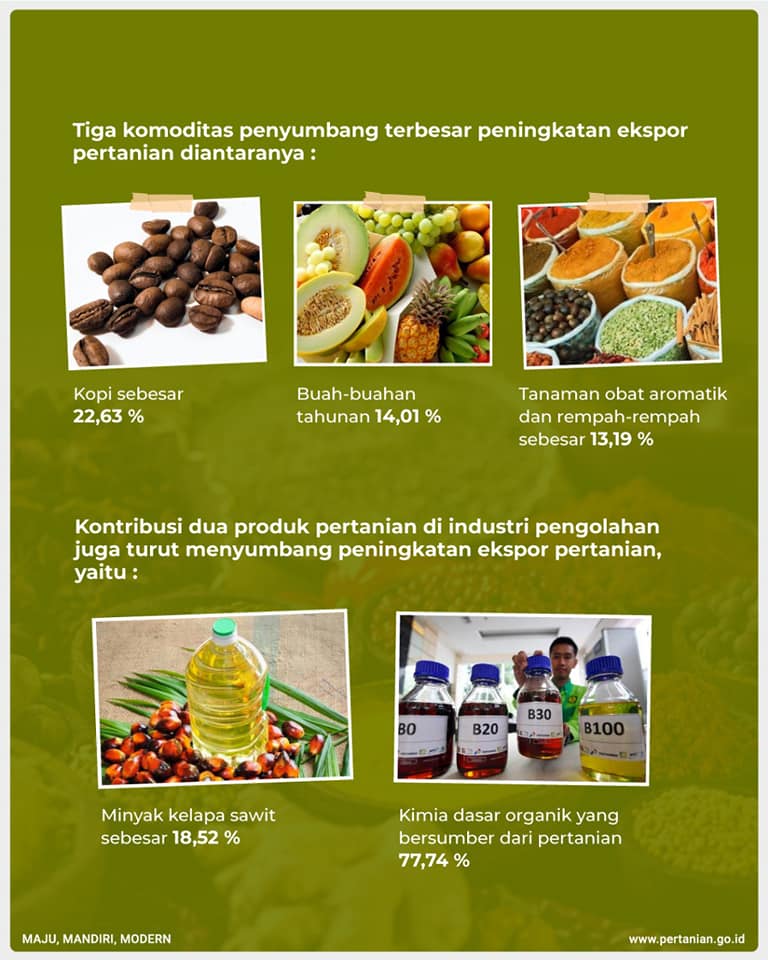 Tiga komoditas penyumbang terbesar peningkatan ekspor
pertanian diantaranya :
Kopi sebesar
22,63 %
Buah-buahan
tahunan 14,01 %
Tanaman obat aromatik
dan rempah-rempah
sebesar 13,19 %
Kontribusi dua produk pertanian di industri pengolahan
juga turut menyumbang peningkatan ekspor pertanian,
yaitu :
B0
B20
B30
B100
Minyak kelapa sawit
sebesar 18,52 %
Kimia dasar organik yang
bersumber dari pertanian
77,74 %
MAJU, MANDIRI, MODERN
www.pertanian.go.id